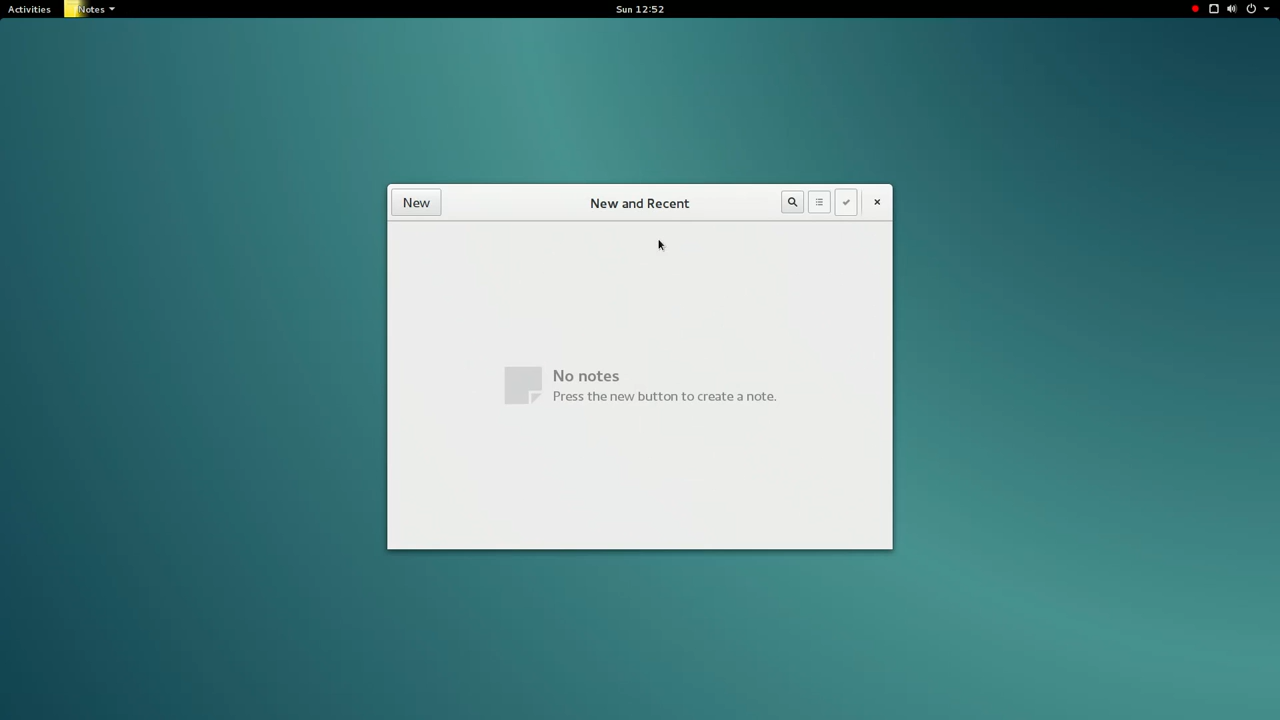 Activities
Notes
Sun 12:52
New
New and Recent
No notes
Press the new button to create a note.